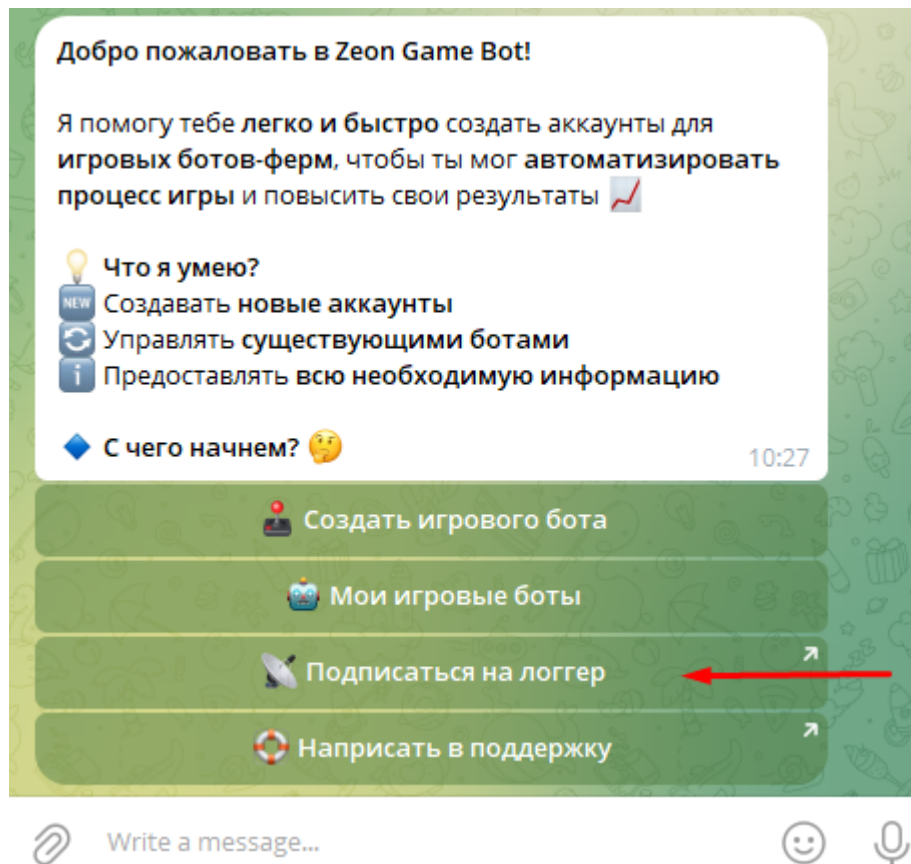 Добро пожаловать в Zeon Game Bot!
Я помогу тебе легко и быстро создать аккаунты для
игровых ботов-ферм, чтобы ты мог автоматизировать
процесс игры и повысить свои результаты
Что я умею?
NEW Создавать новые аккаунты
Управлять существующими ботами
i Предоставлять всю необходимую информацию
С чего начнем?
10:27
Создать игрового бота
Мои игровые боты
Подписаться на логгер
Написать в поддержку
Write a message...